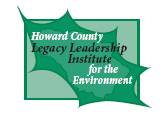 Howard County
Legacy Leadership
Institute
for the
Environment